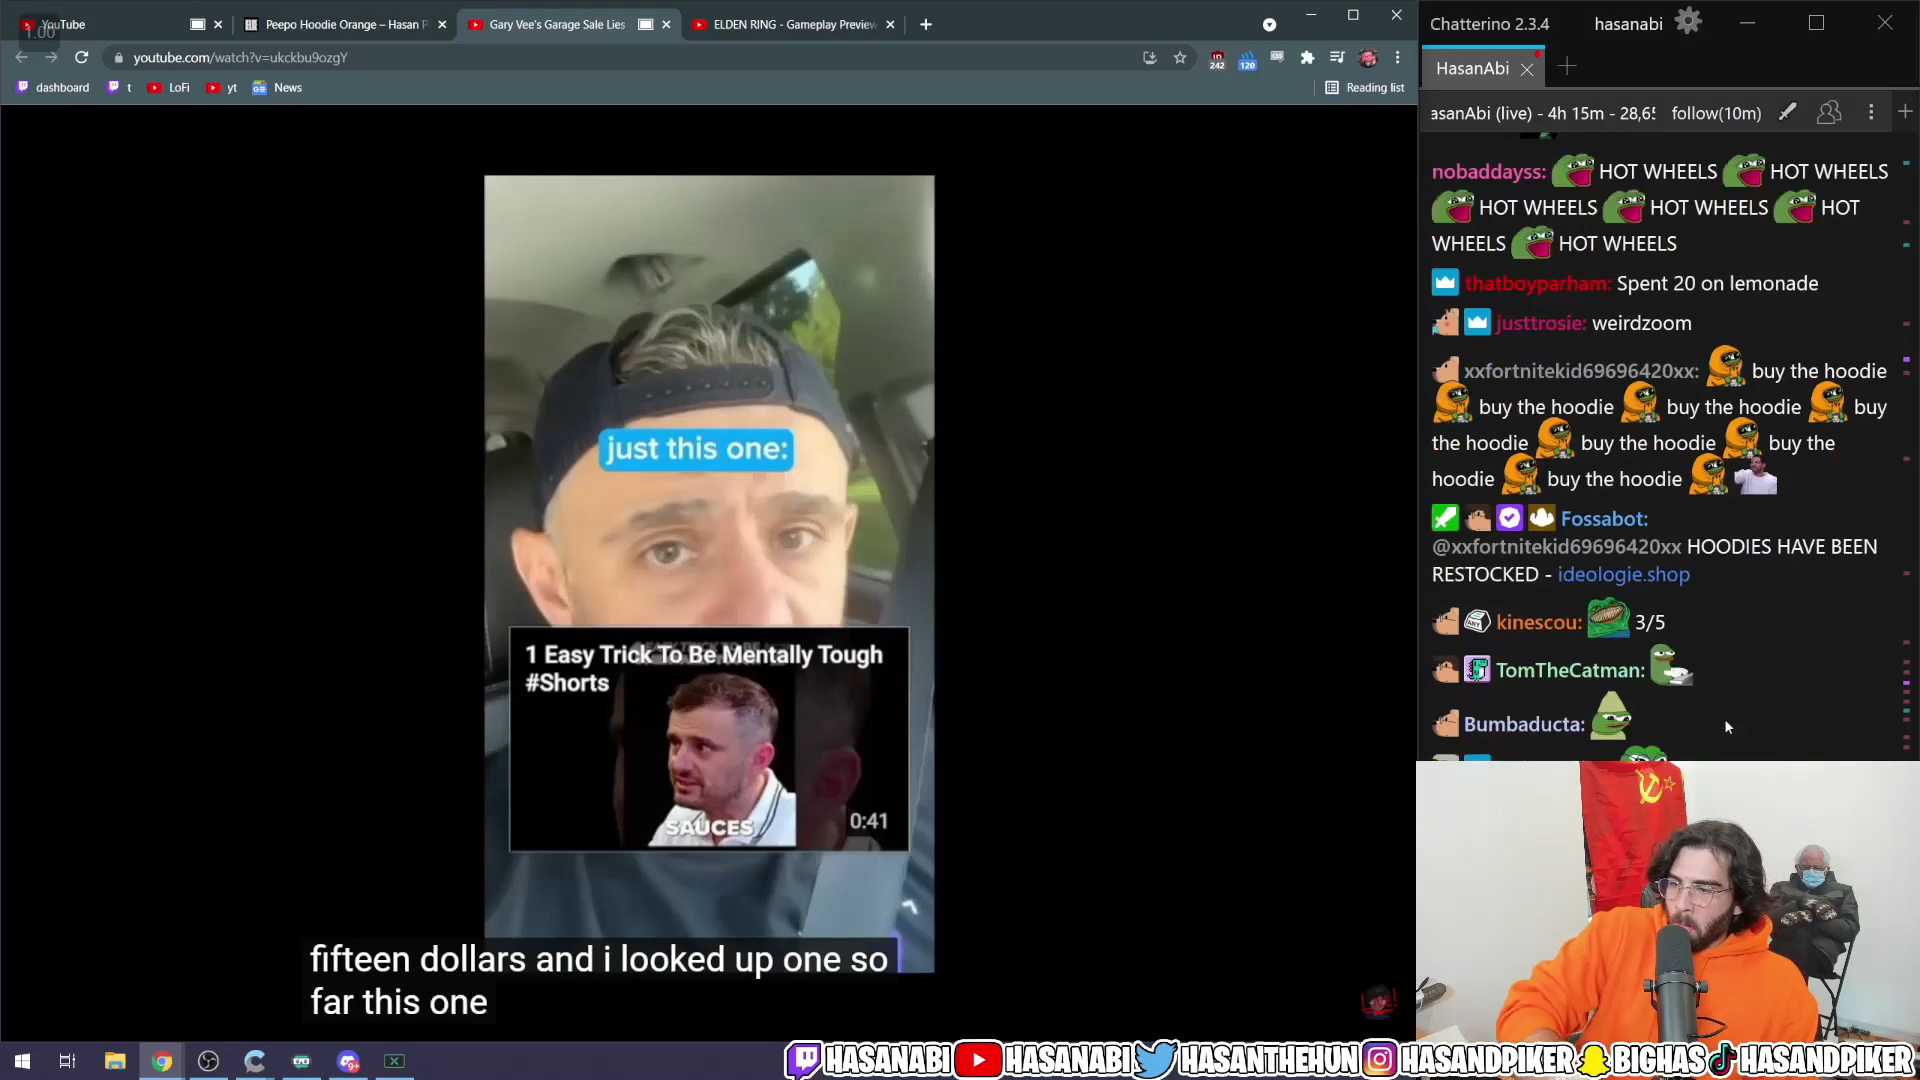 YouTube
1.00
Peepo Hoodie Orange – Hasan P
Gary Vee's Garage Sale Lies
ELDEN RING - Gameplay Preview
youtube.com/watch?v=ukckbu9ozgY
242
120
dashboard
t
LoFi
yt
News
Reading list
just this one:
1 Easy Trick To Be Mentally Tough
#Shorts
SAUCES
0:41
fifteen dollars and i looked up one so
far this one
Chatterino 2.3.4
hasanabi
HasanAbi
asanAbi (live) - 4h 15m - 28,65
follow(10m)
nobaddayss: HOT WHEELS HOT WHEELS
HOT WHEELS HOT WHEELS HOT
WHEELS HOT WHEELS
thatboyparham: Spent 20 on lemonade
justtrosie: weirdzoom
xxfortnitekid69696420xx: buy the hoodie
buy the hoodie buy the hoodie buy
the hoodie buy the hoodie buy the
hoodie buy the hoodie
Fossabot:
@xxfortnitekid69696420xx HOODIES HAVE BEEN
RESTOCKED - ideologie.shop
kinescou: 3/5
TomTheCatman:
Bumbaducta:
HASANABI HASANABI HASANTHEHUN HASANDPIKER BIGHAS HASANDPIKER